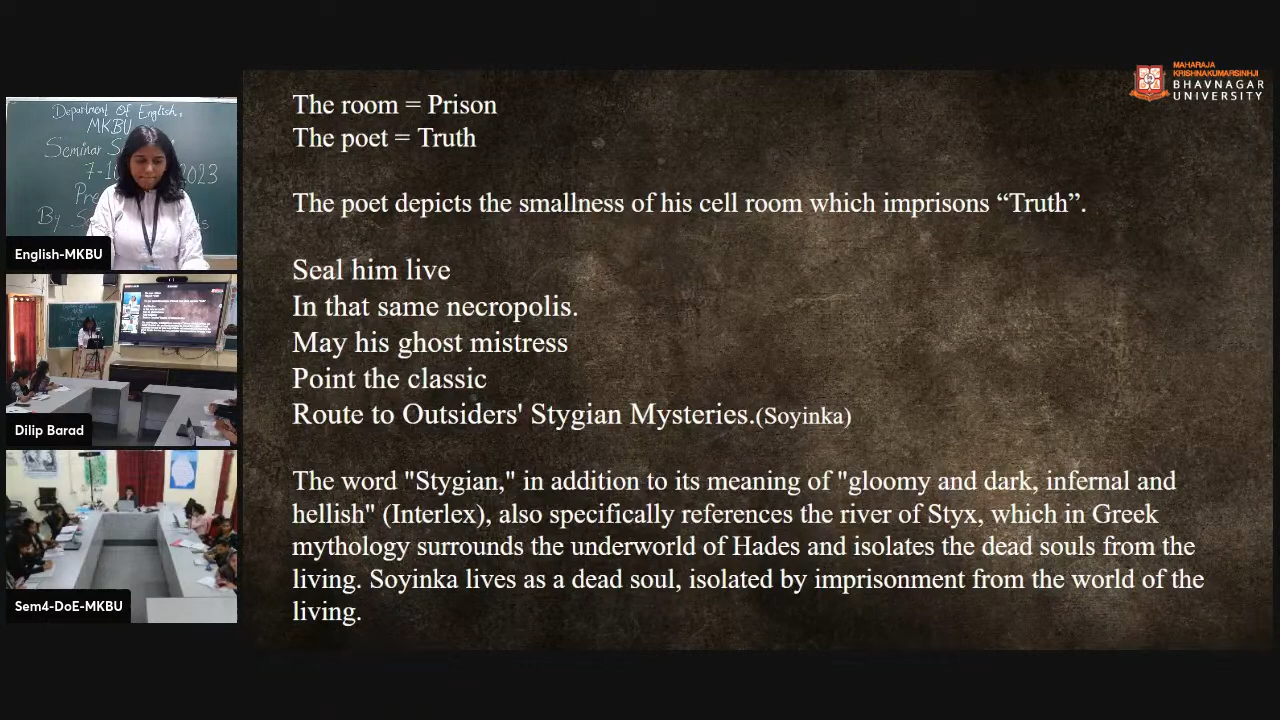 MAHARAJA
KRISHNAKUMARSINHJI
BHAVNAGAR
UNIVERSITY
The room = Prison
The poet = Truth
The poet depicts the smallness of his cell room which imprisons “Truth”.
Seal him live
In that same necropolis.
May his ghost mistress
Point the classic
Route to Outsiders' Stygian Mysteries.(Soyinka)
The word "Stygian," in addition to its meaning of "gloomy and dark, infernal and
hellish" (Interlex), also specifically references the river of Styx, which in Greek
mythology surrounds the underworld of Hades and isolates the dead souls from the
living. Soyinka lives as a dead soul, isolated by imprisonment from the world of the
living.
Department Of English,
MKBU
Seminar
2023
By
English-MKBU
Dilip Barad
Sem4-DoE-MKBU